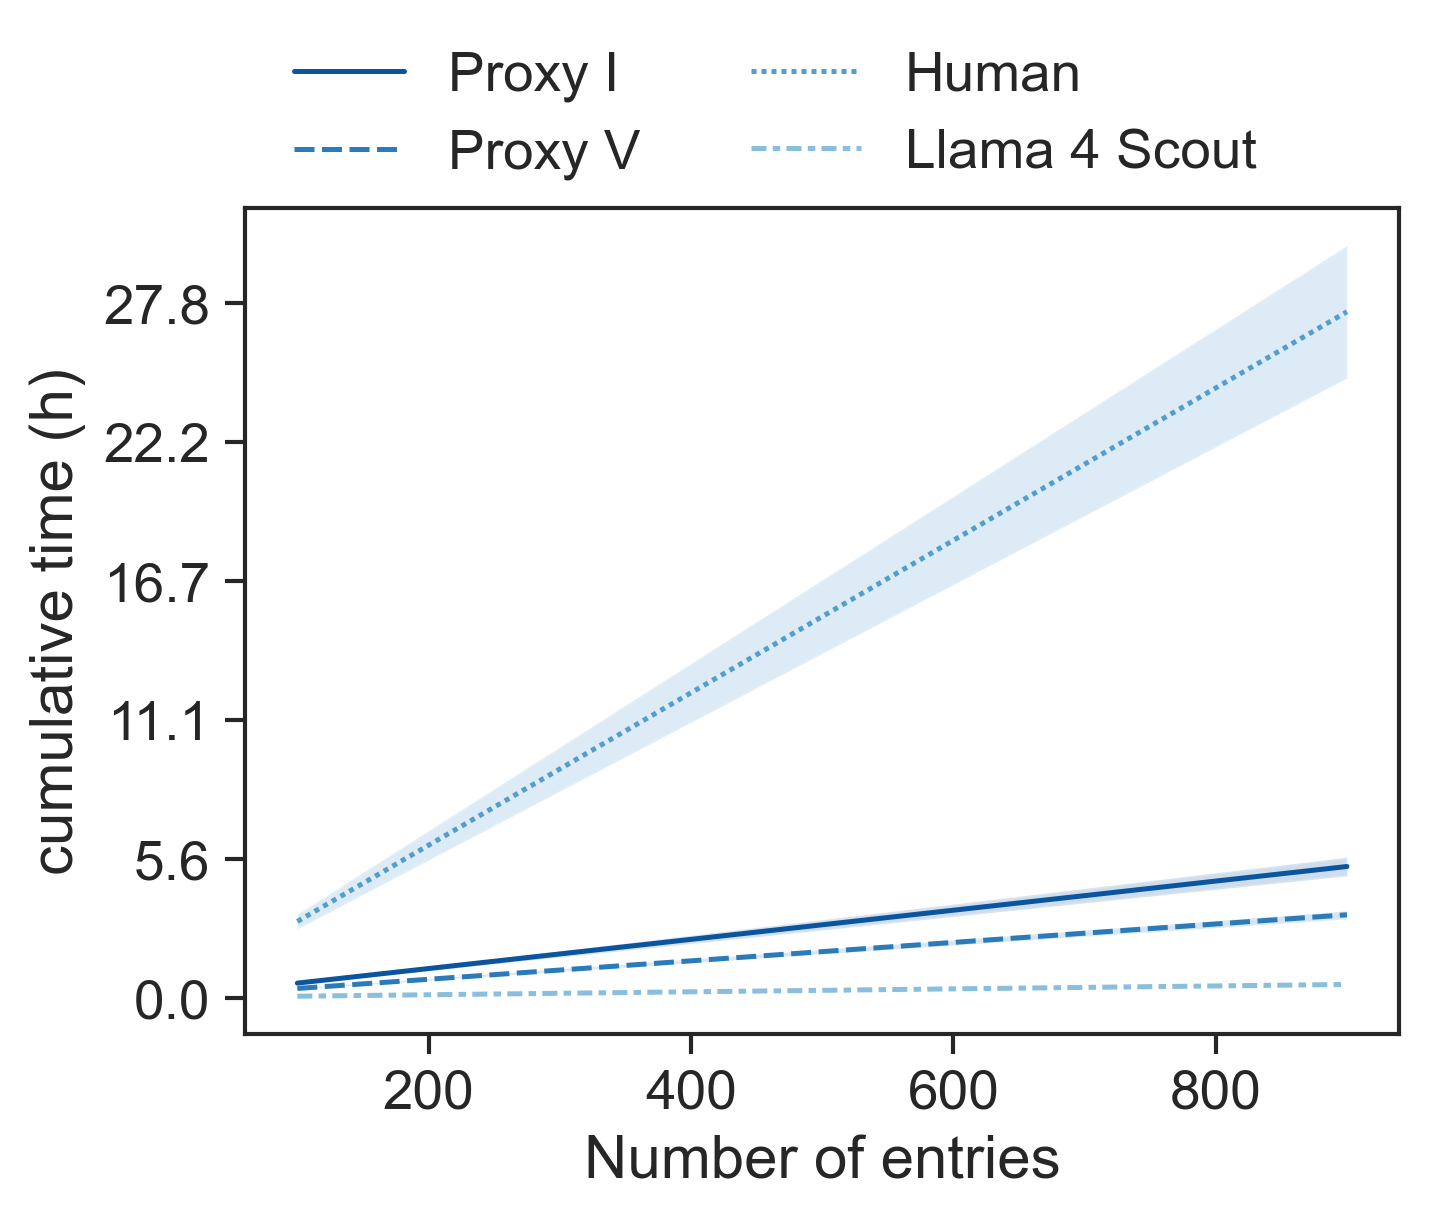 Proxy I
Human
Proxy V
Llama 4 Scout
27.8
22.2
16.7
11.1
5.6
0.0
cumulative time (h)
200
400
600
800
Number of entries